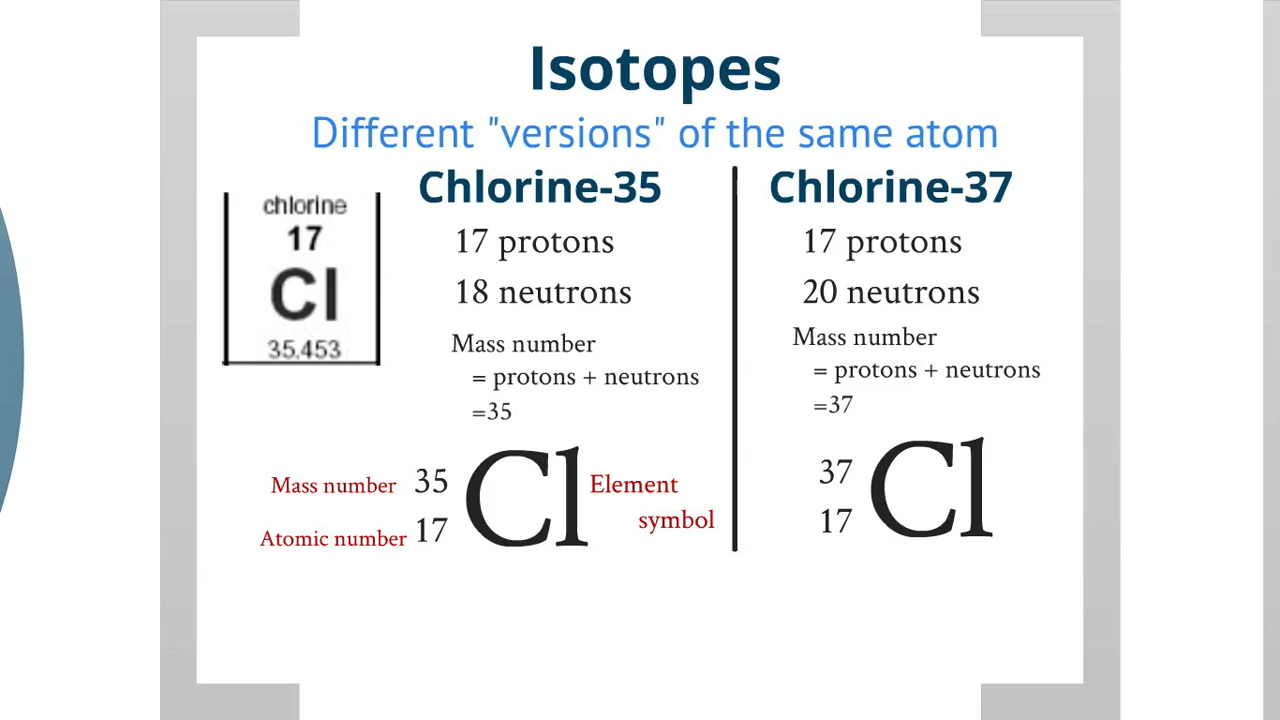 Isotopes
Different "versions" of the same atom
chlorine
17
Cl
35,453
Chlorine-35
17 protons
18 neutrons
Mass number
= protons + neutrons
=35
Mass number 35 Cl Element
symbol
Atomic number 17
Chlorine-37
17 protons
20 neutrons
Mass number
= protons + neutrons
=37
37 Cl
17